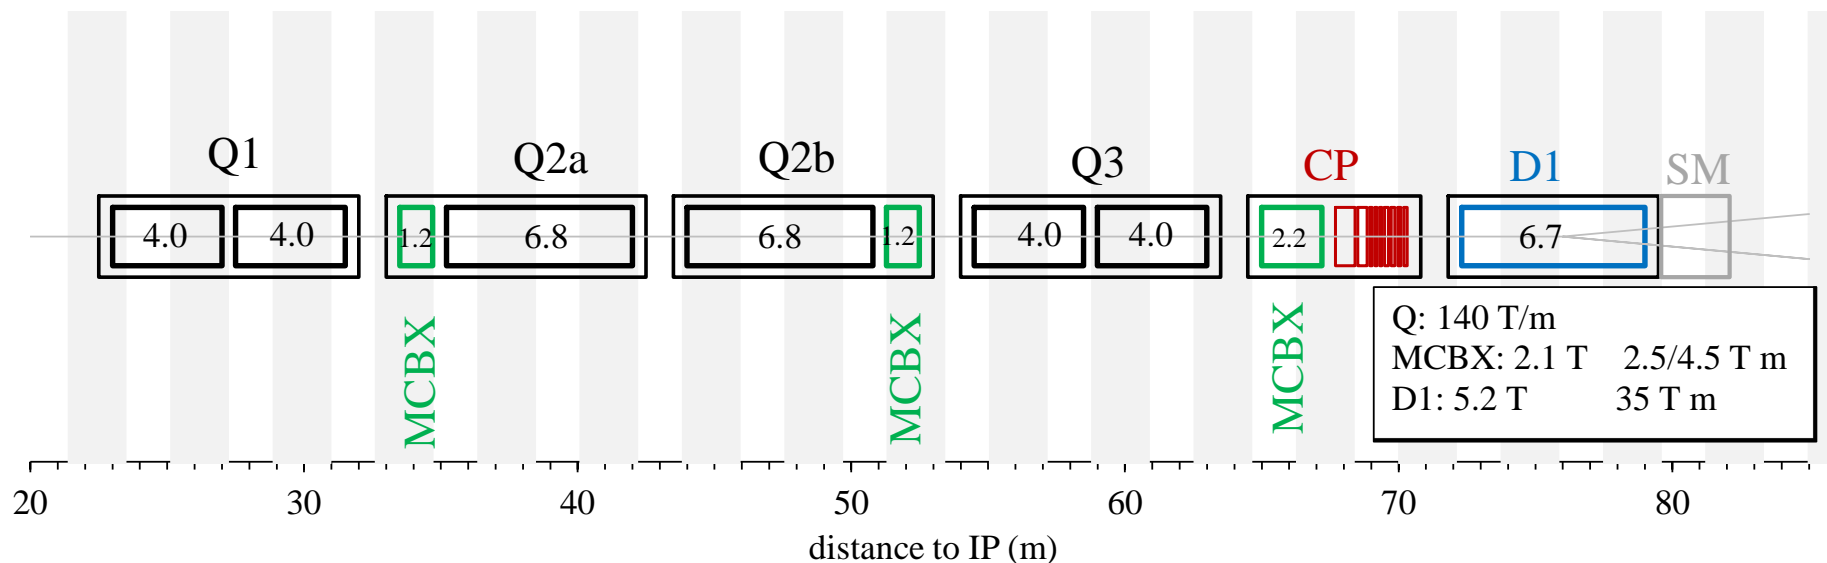 Q1
Q2a
Q2b
Q3
CP
D1
SM
4.0
4.0
1.2
6.8
6.8
1.2
4.0
4.0
2.2
6.7
MCBX
MCBX
MCBX
Q: 140 T/m
MCBX: 2.1 T 2.5/4.5 T m
D1: 5.2 T 35 T m
20 30 40 50 60 70 80
distance to IP (m)